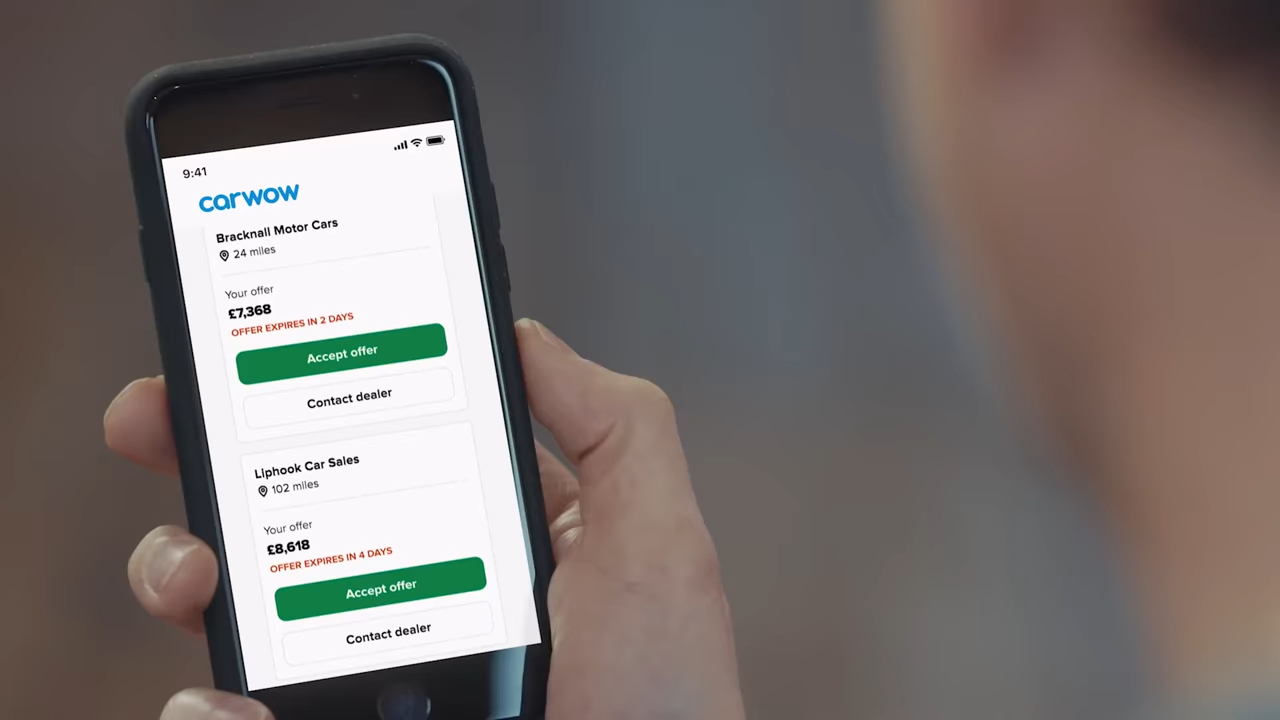 9:41
carwow
Bracknall Motor Cars
24 miles
Your offer
£7,368
OFFER EXPIRES IN 2 DAYS
Accept offer
Contact dealer
Liphook Car Sales
102 miles
Your offer
£8,618
OFFER EXPIRES IN 4 DAYS
Accept offer
Contact dealer